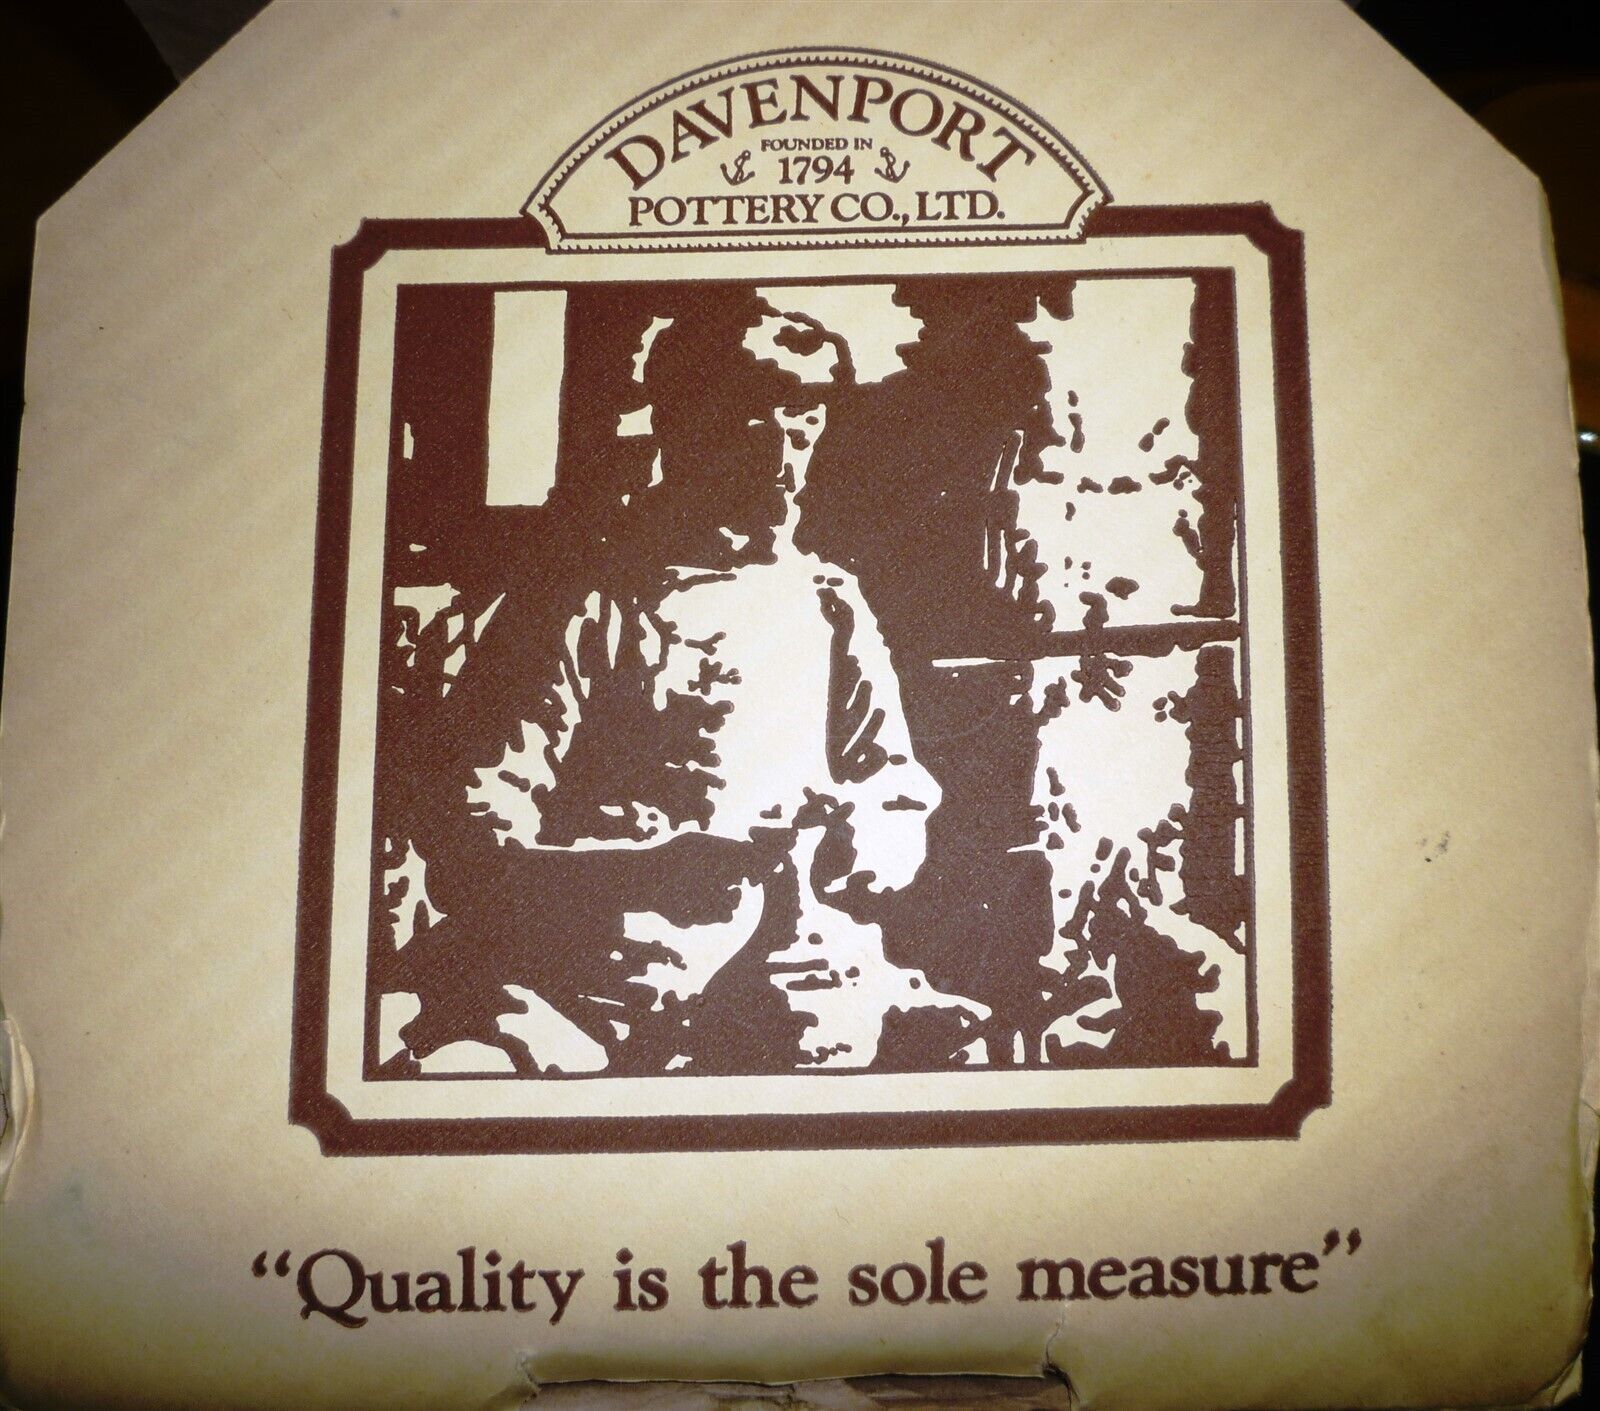 DAVENPORT
FOUNDED IN
1794
POTTERY CO., LTD.
"Quality is the sole measure"